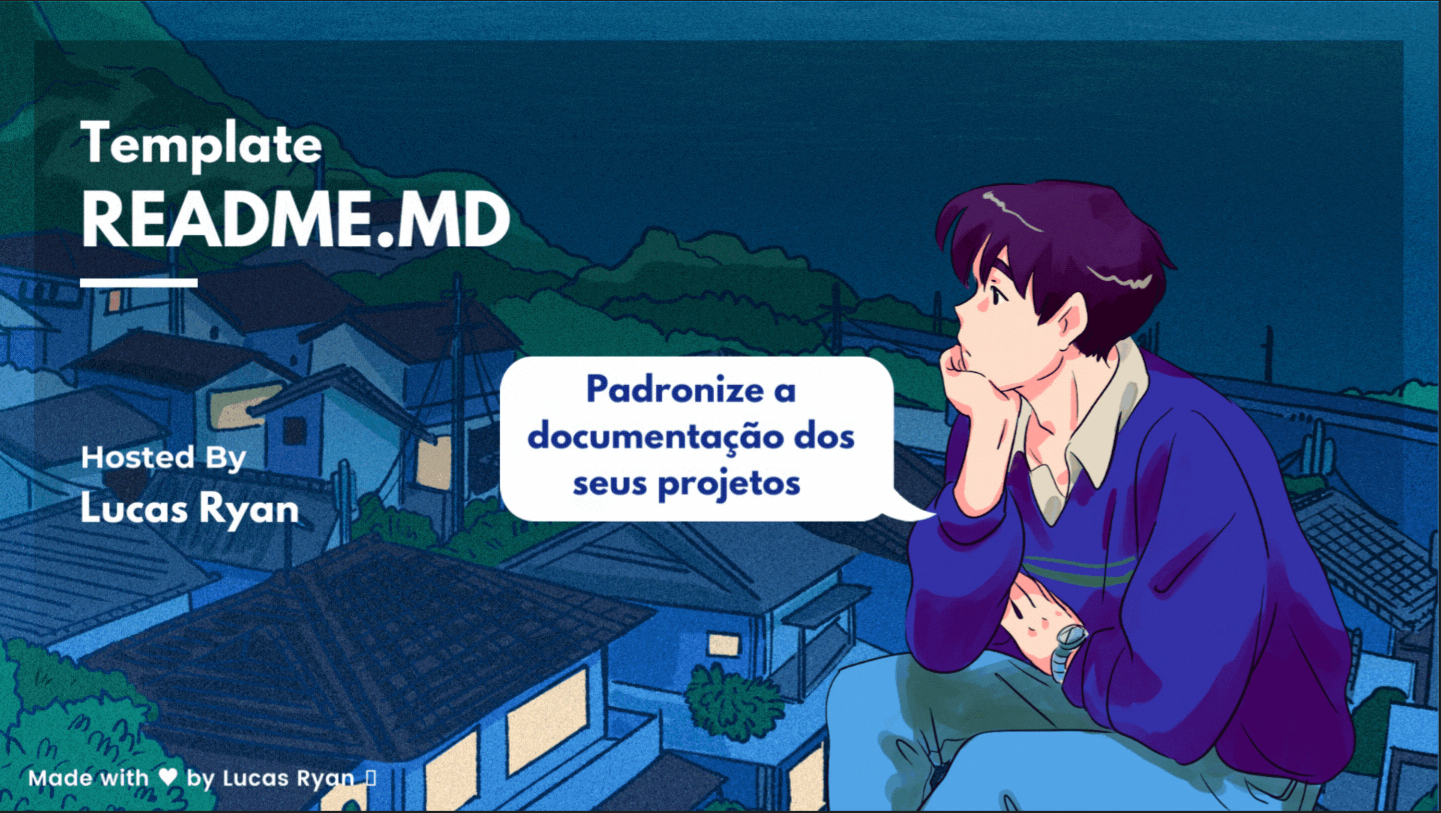 Template
README.MD
Padronize a
documentação dos
seus projetos
Hosted By
Lucas Ryan
Made with ♥ by Lucas Ryan ▯